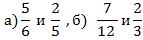 а) 5/6 и 2/5 , б) 7/12 и 2/3